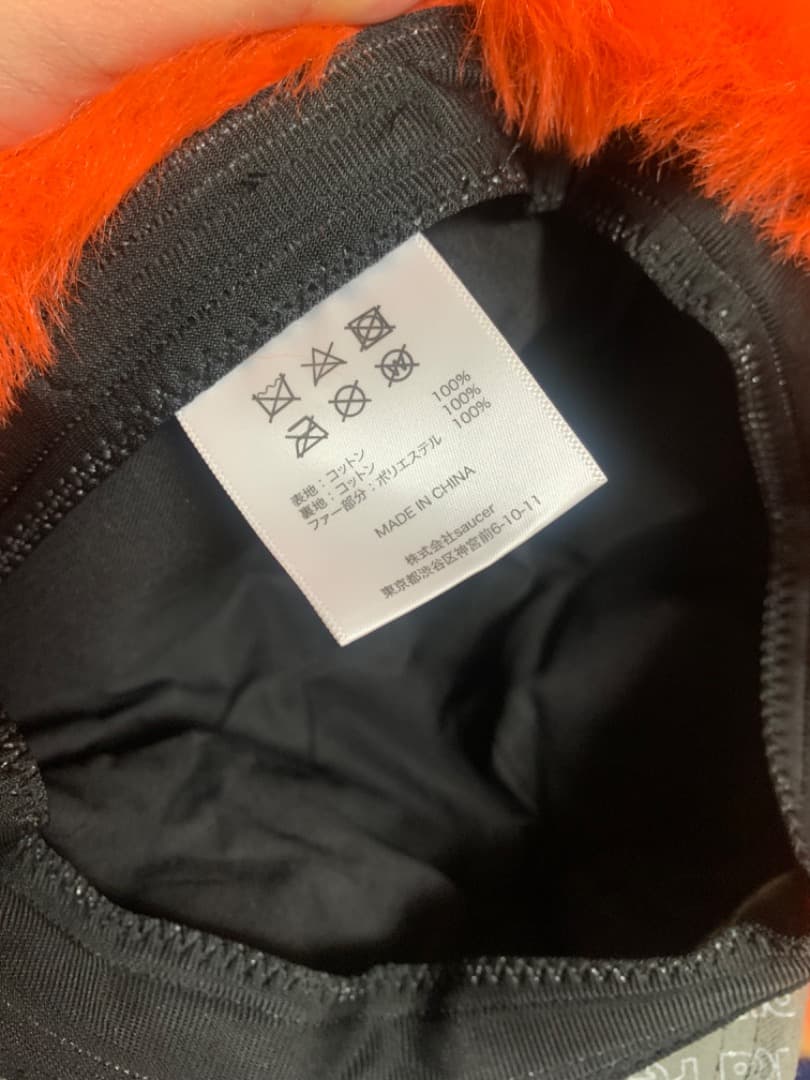 表地：コットン 100%
裏地：コットン 100%
ファー部分：ポリエステル 100%
MADE IN CHINA
株式会社saucer
東京都渋谷区神宮前6-10-11